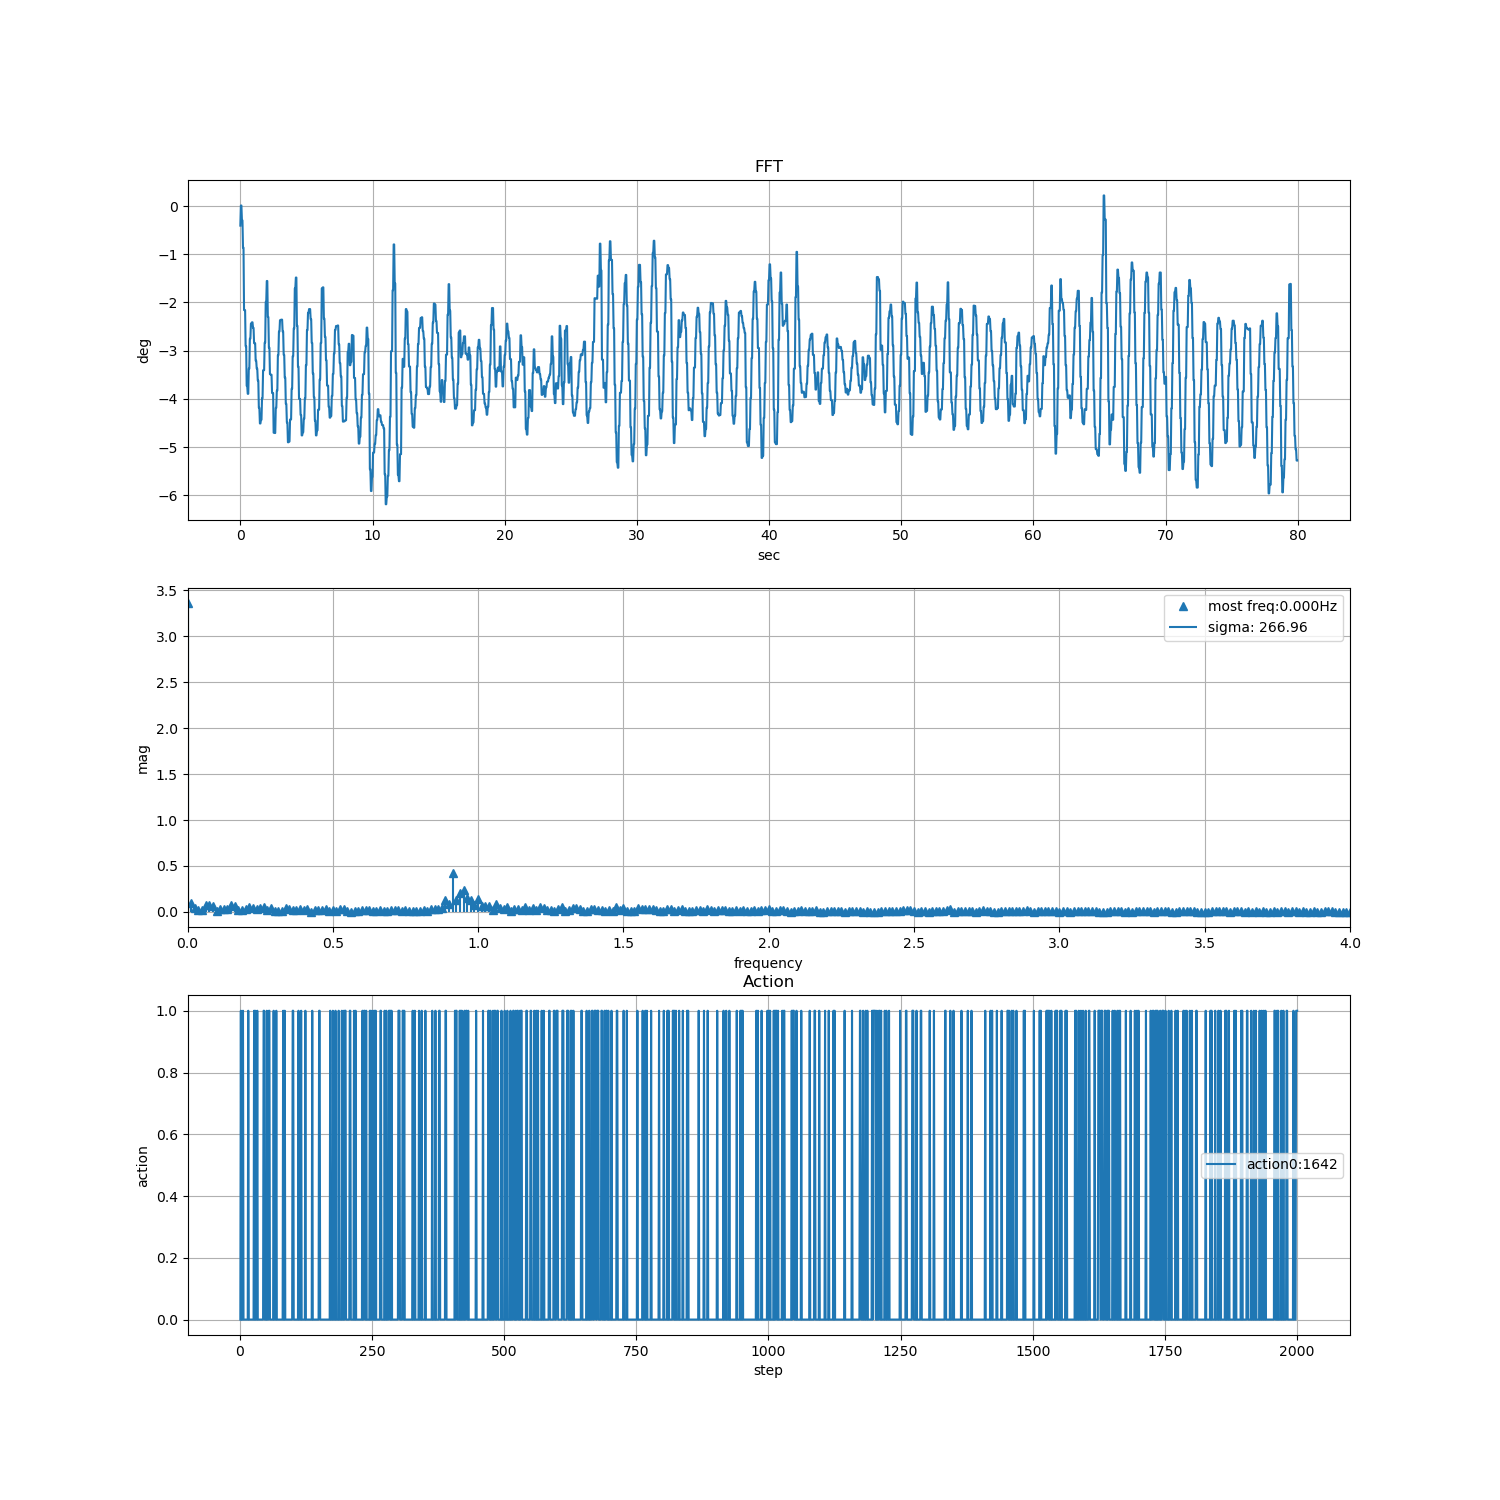 FFT
0
−1
−2
−3
−4
−5
−6
deg
0 10 20 30 40 50 60 70 80
sec
3.5
3.0
2.5
2.0
1.5
1.0
0.5
0.0
mag
most freq:0.000Hz
sigma: 266.96
0.0 0.5 1.0 1.5 2.0 2.5 3.0 3.5 4.0
frequency
Action
1.0
0.8
0.6
0.4
0.2
0.0
action
action0:1642
0 250 500 750 1000 1250 1500 1750 2000
step